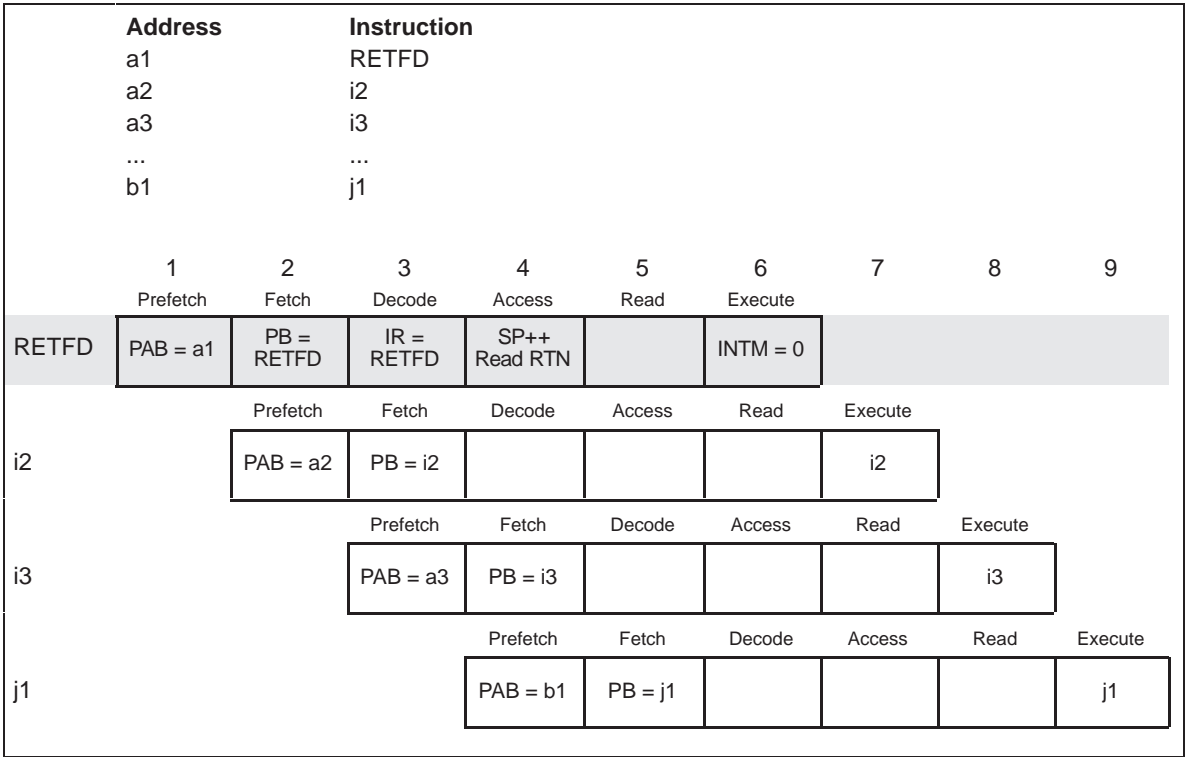 Address Instruction
a1 RETFD
a2 i2
a3 i3
... ...
b1 j1
1 2 3 4 5 6 7 8 9
Prefetch Fetch Decode Access Read Execute
RETFD PAB = a1 PB = RETFD IR = RETFD SP++ Read RTN INTM = 0
Prefetch Fetch Decode Access Read Execute
i2 PAB = a2 PB = i2 i2
Prefetch Fetch Decode Access Read Execute
i3 PAB = a3 PB = i3 i3
Prefetch Fetch Decode Access Read Execute
j1 PAB = b1 PB = j1 j1